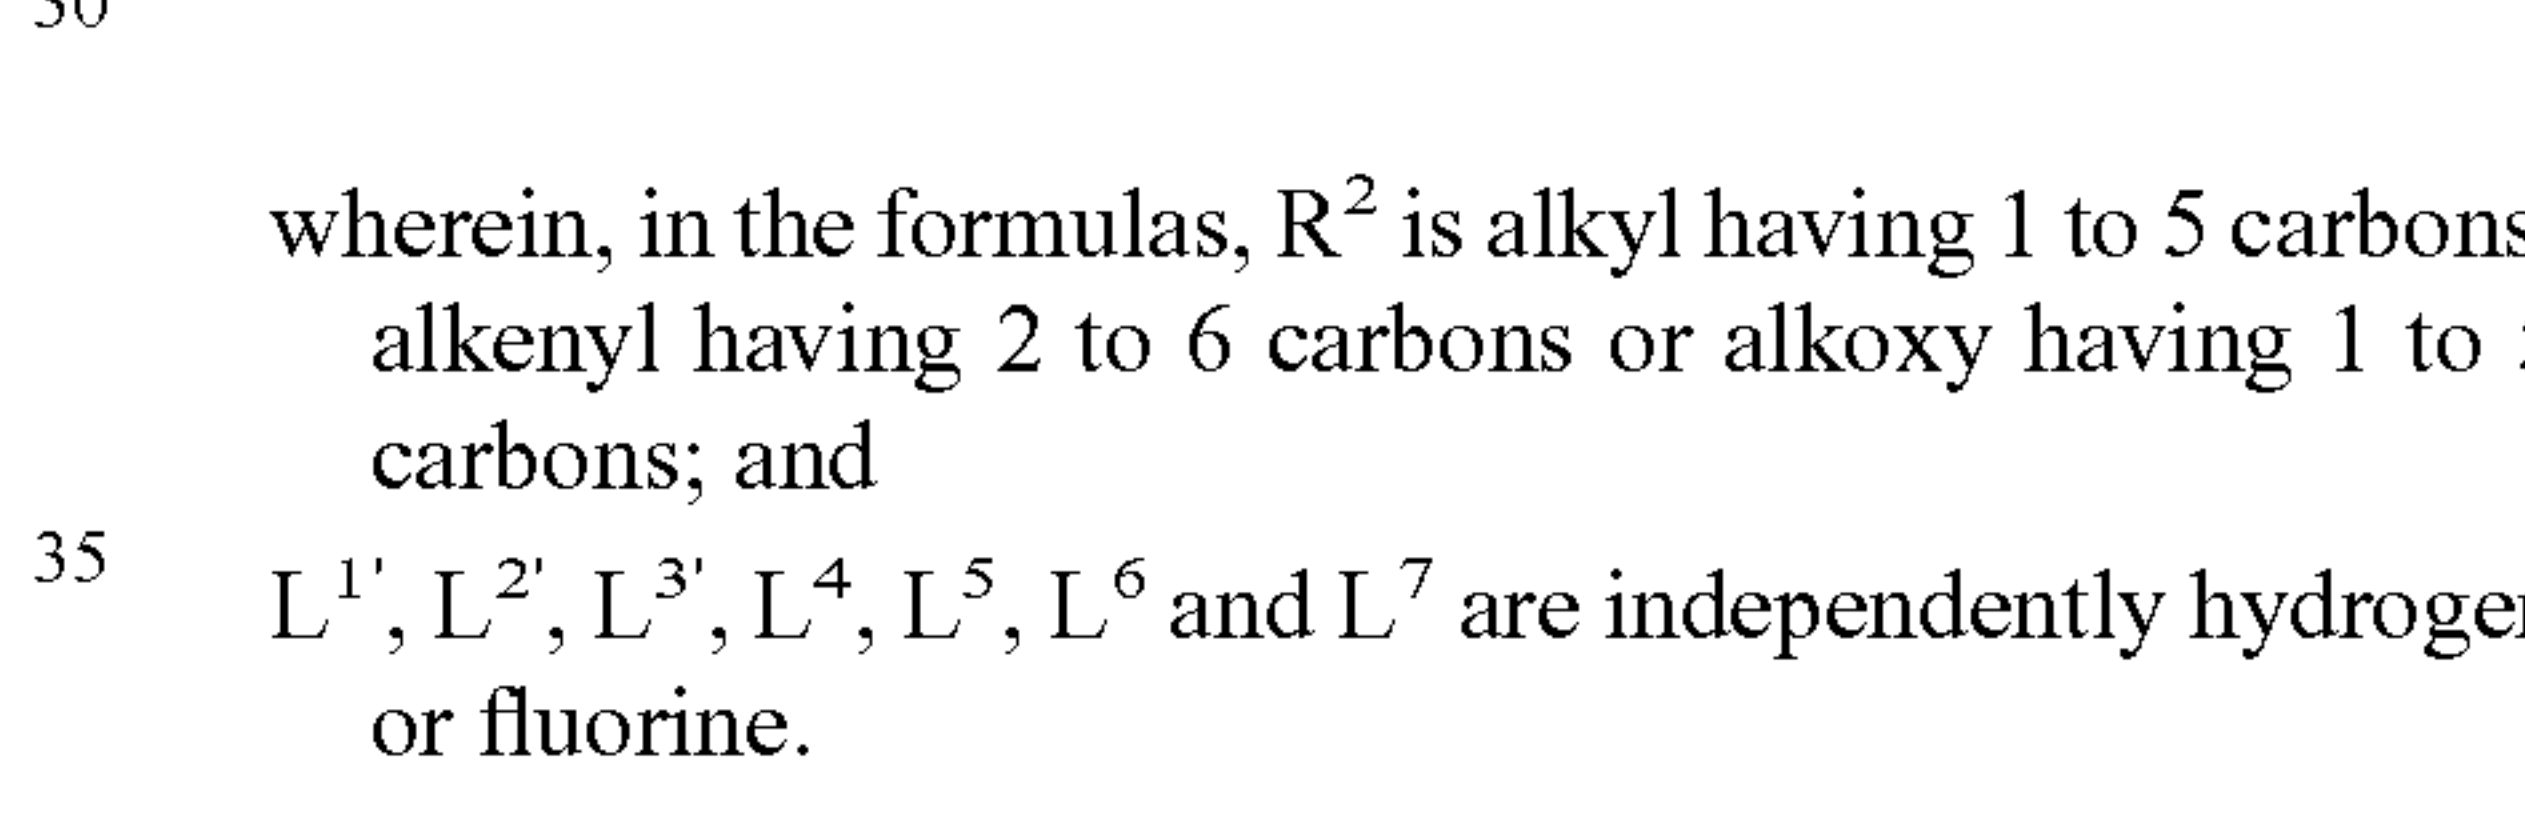 wherein, in the formulas, R² is alkyl having 1 to 5 carbons
alkenyl having 2 to 6 carbons or alkoxy having 1 to
carbons; and
35
L¹', L²', L³', L⁴, L⁵, L⁶ and L⁷ are independently
or fluorine.